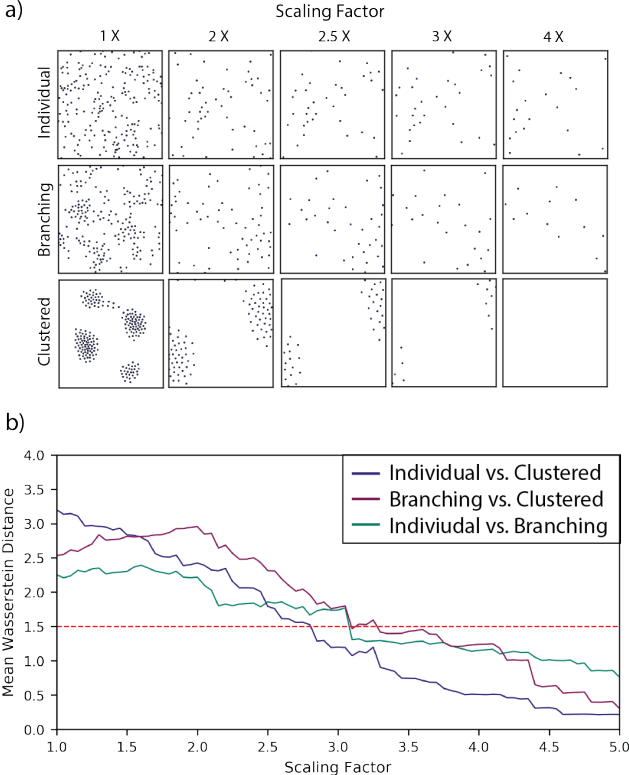 a)
Scaling Factor
1 X 2 X 2.5 X 3 X 4 X
Individual
Branching
Clustered
b)
Mean Wasserstein Distance
4.0
3.5
3.0
2.5
2.0
1.5
1.0
0.5
0.0
Individual vs. Clustered
Branching vs. Clustered
Indiviudal vs. Branching
1.0 1.5 2.0 2.5 3.0 3.5 4.0 4.5 5.0
Scaling Factor